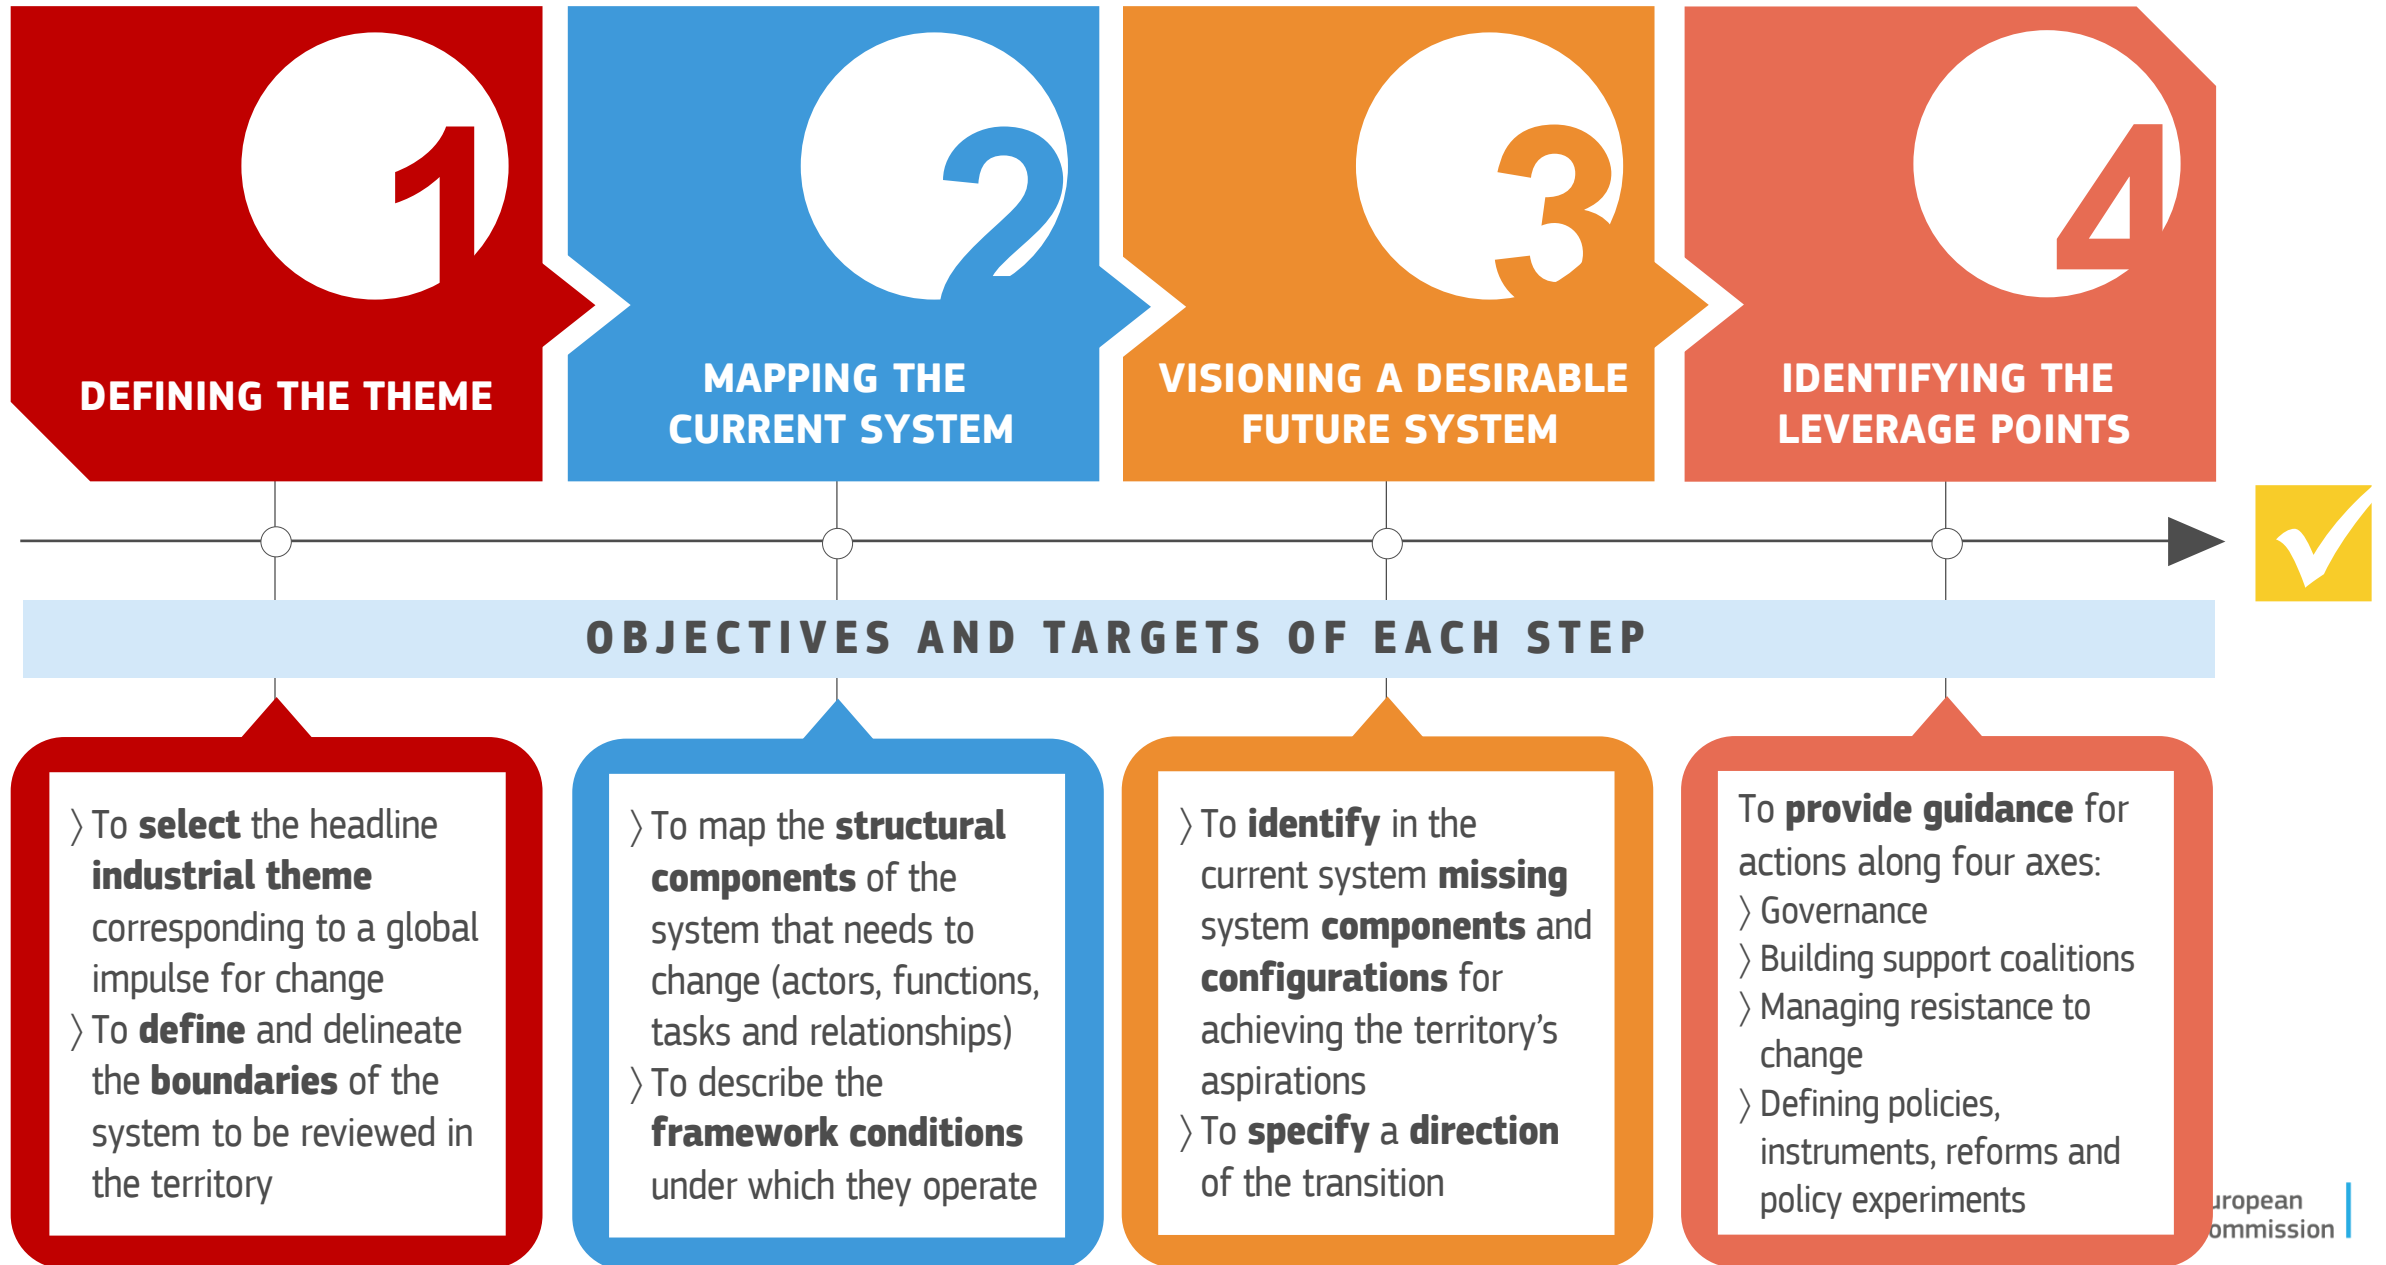 1
DEFINING THE THEME
2
MAPPING THE
CURRENT SYSTEM
3
VISIONING A DESIRABLE
FUTURE SYSTEM
4
IDENTIFYING THE
LEVERAGE POINTS
OBJECTIVES AND TARGETS OF EACH STEP
〉To select the headline
industrial theme
corresponding to a global
impulse for change
〉To define and delineate
the boundaries of the
system to be reviewed in
the territory
〉To map the structural
components of the
system that needs to
change (actors, functions,
tasks and relationships)
〉To describe the
framework conditions
under which they operate
〉To identify in the
current system missing
system components and
configurations for
achieving the territory’s
aspirations
〉To specify a direction
of the transition
To provide guidance for
actions along four axes:
〉Governance
〉Building support coalitions
〉Managing resistance to
change
〉Defining policies,
instruments, reforms and
policy experiments
uropean
ommission